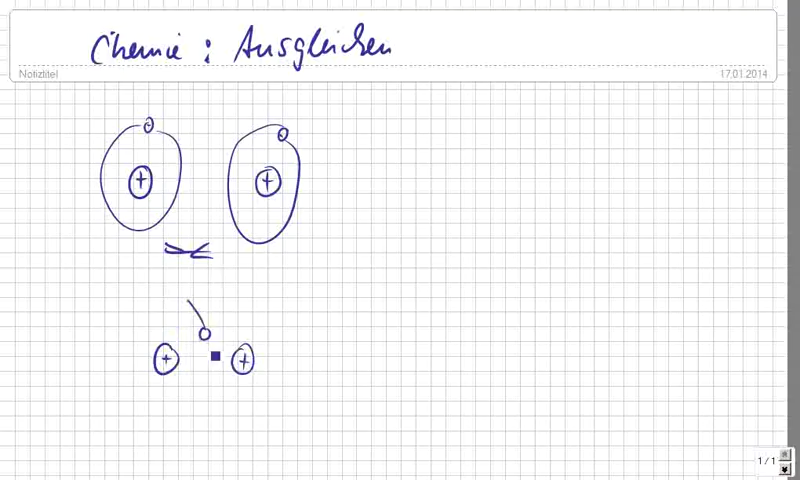 Chemie : Ausgleichen
Notiztitel
17.01.2014
+ +
+ +
1/1